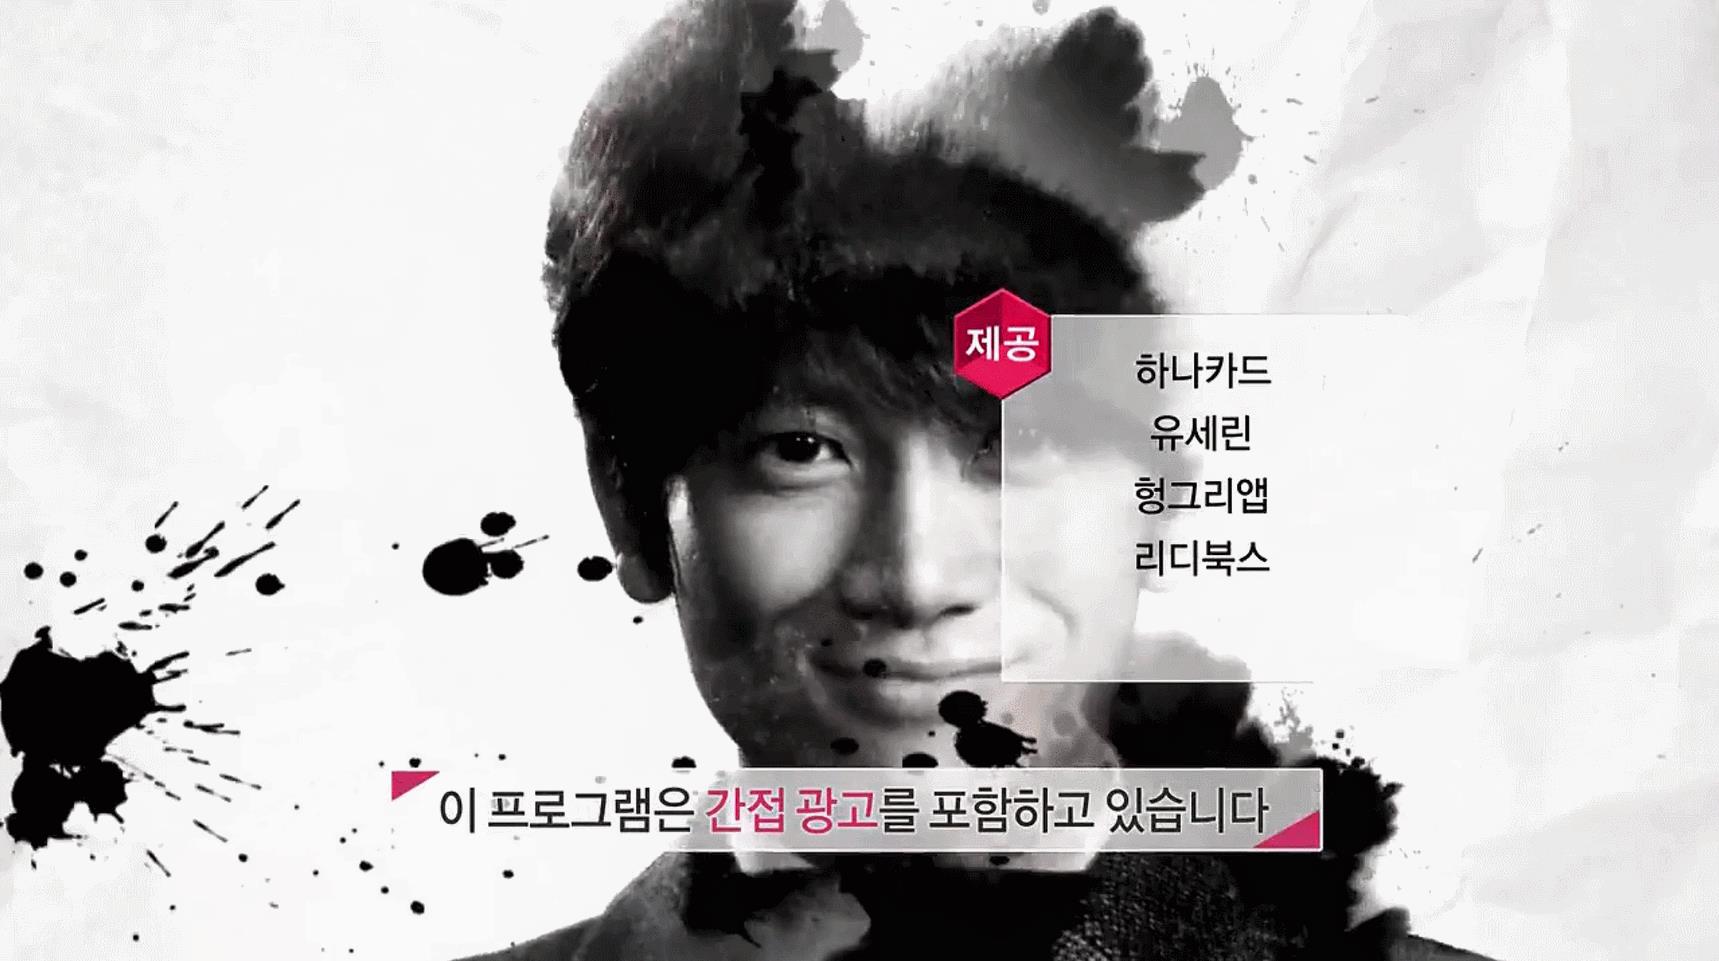 제공
하나카드
유세린
헝그리앱
리디북스
이 프로그램은 간접 광고를 포함하고 있습니다